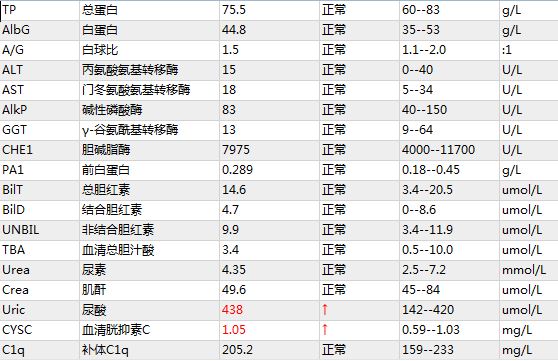 TP 总蛋白 75.5 正常 60--83 g/L
AlbG 白蛋白 44.8 正常 35--53 g/L
A/G 白球比 1.5 正常 1.1--2.0 :1
ALT 丙氨酸氨基转移酶 15 正常 0--40 U/L
AST 门冬氨酸氨基转移酶 18 正常 5--34 U/L
AlkP 碱性磷酸酶 83 正常 40--150 U/L
GGT γ-谷氨酰基转移酶 13 正常 9--64 U/L
CHE1 胆碱脂酶 7975 正常 4000--11700 U/L
PA1 前白蛋白 0.289 正常 0.18--0.45 g/L
BilT 总胆红素 14.6 正常 3.4--20.5 umol/L
BilD 结合胆红素 4.7 正常 0--8.6 umol/L
UNBIL 非结合胆红素 9.9 正常 3.4--11.9 umol/L
TBA 血清总胆汁酸 3.4 正常 0.5--10.0 umol/L
Urea 尿素 4.35 正常 2.5--7.2 mmol/L
Crea 肌酐 49.6 正常 45--84 umol/L
Uric 尿酸 438 ↑ 142--420 umol/L
CYSC 血清胱抑素C 1.05 ↑ 0.59--1.03 mg/L
C1q 补体C1q 205.2 正常 159--233 mg/L